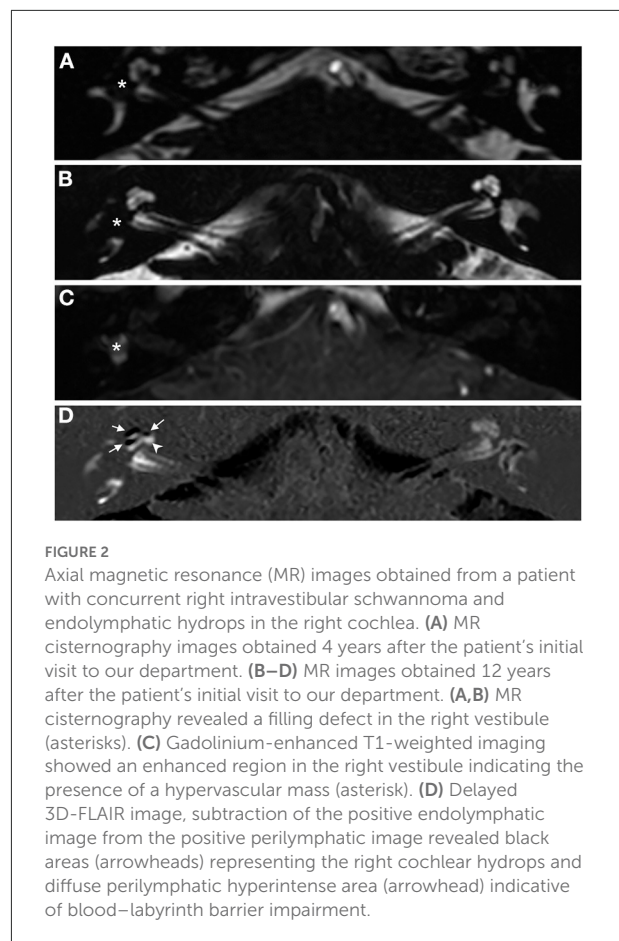 A
*
B
*
C
*
D
FIGURE 2
Axial magnetic resonance (MR) images obtained from a patient
with concurrent right intravestibular schwannoma and
endolymphatic hydrops in the right cochlea. (A) MR
cisternography images obtained 4 years after the patient's initial
visit to our department. (B–D) MR images obtained 12 years
after the patient's initial visit to our department. (A,B) MR
cisternography revealed a filling defect in the right vestibule
(asterisks). (C) Gadolinium-enhanced T1-weighted imaging
showed an enhanced region in the right vestibule indicating the
presence of a hypervascular mass (asterisk). (D) Delayed
3D-FLAIR image, subtraction of the positive endolymphatic
image from the positive perilymphatic image revealed black
areas (arrowheads) representing the right cochlear hydrops and
diffuse perilymphatic hyperintense area (arrowhead) indicative
of blood–labyrinth barrier impairment.